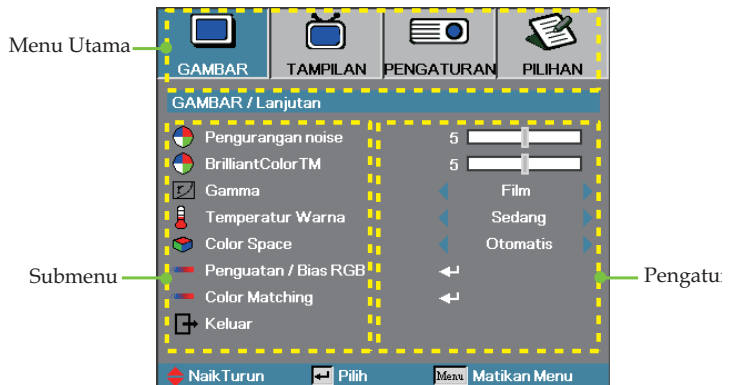 Menu Utama
GAMBAR TAMPILAN PENGATURAN PILIHAN
GAMBAR / Lanjutan
Pengurangan noise 5
BrilliantColorTM 5
Gamma Film
Temperatur Warna Sedang
Color Space Otomatis
Submenu Penguatan / Bias RGB
Color Matching
Keluar
NaikTurun Pilih Menu Matikan Menu